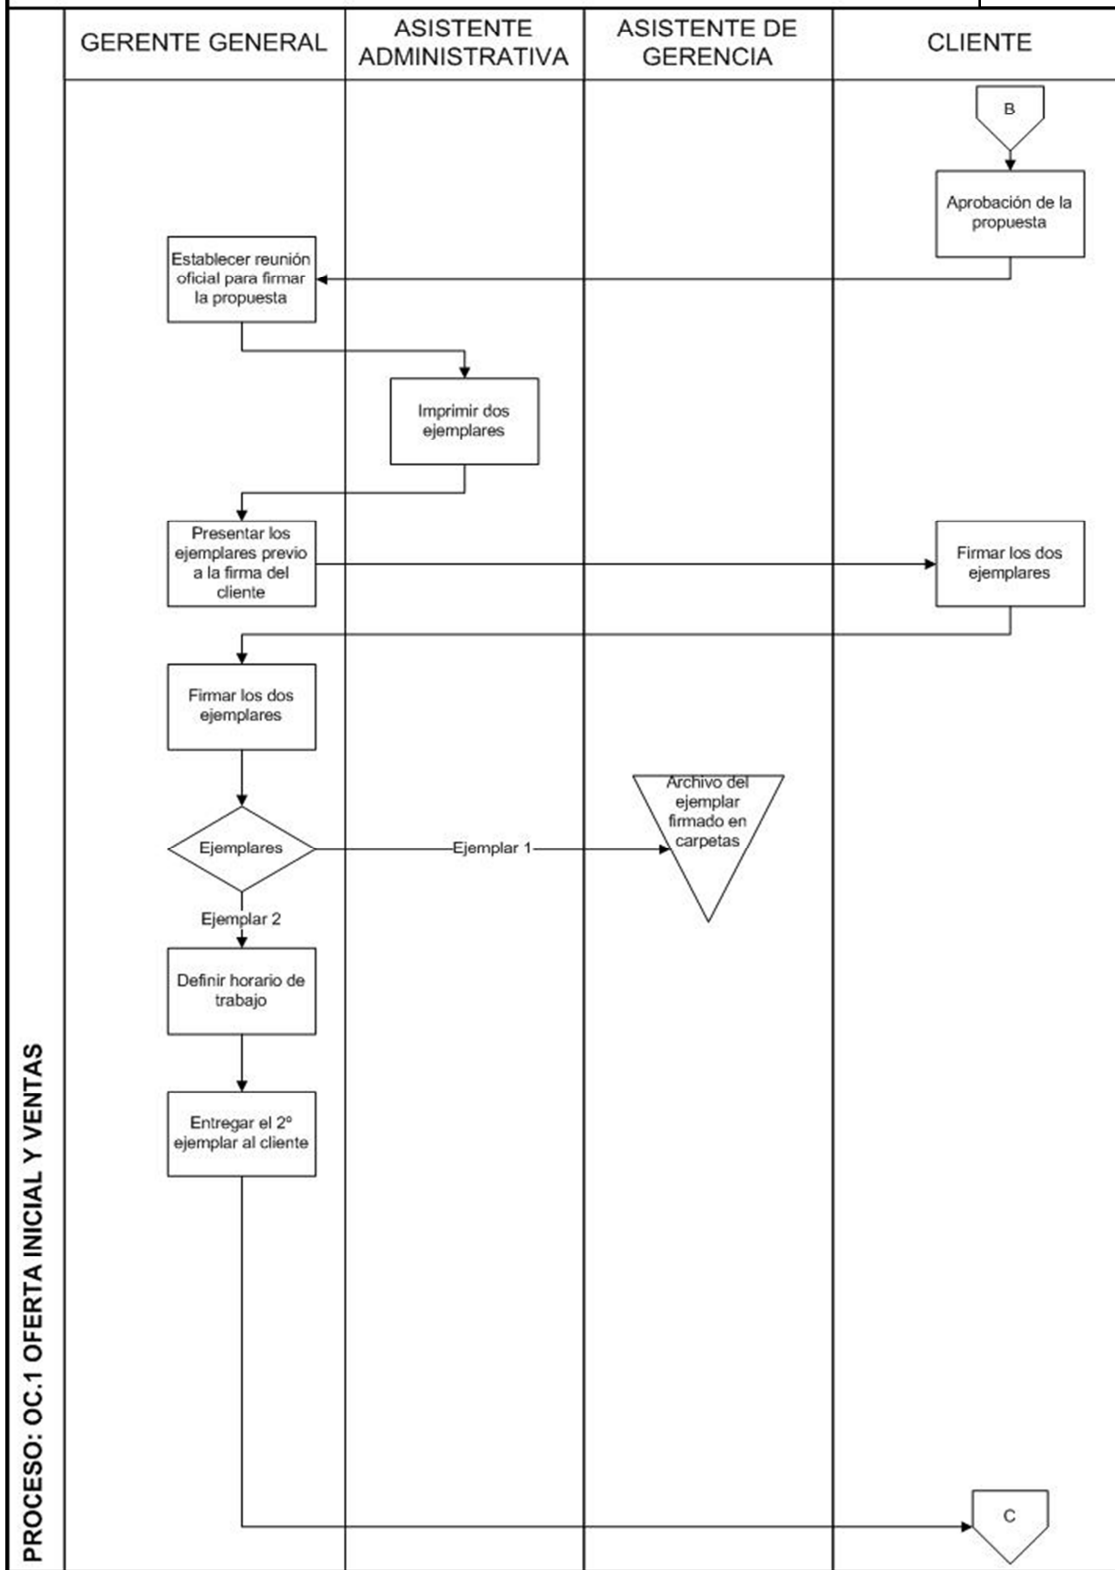 GERENTE GENERAL
ASISTENTE
ADMINISTRATIVA
ASISTENTE DE
GERENCIA
CLIENTE
B
Aprobación de la
propuesta
Establecer reunión
oficial para firmar
la propuesta
Imprimir dos
ejemplares
Presentar los
ejemplares previo
a la firma del
cliente
Firmar los dos
ejemplares
Firmar los dos
ejemplares
Archivo del
ejemplar
firmado en
carpetas
Ejemplares
Ejemplar 1
Ejemplar 2
Definir horario de
trabajo
Entregar el 2º
ejemplar al cliente
C
PROCESO: OC.1 OFERTA INICIAL Y VENTAS